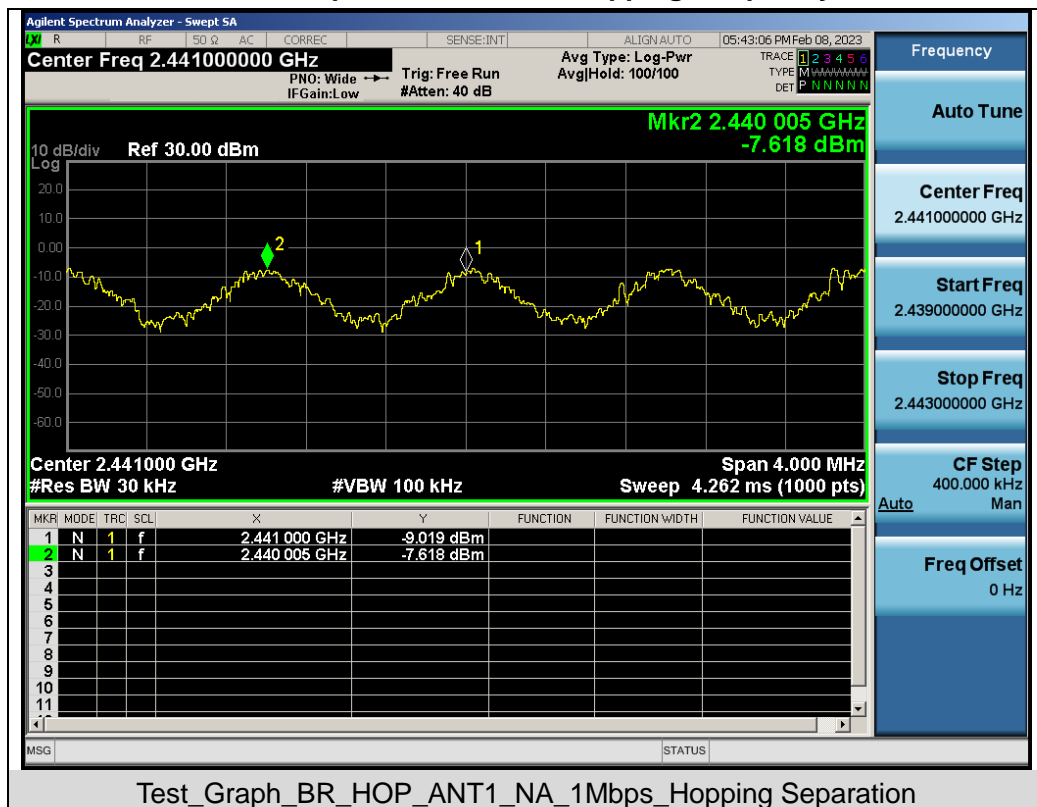 Agilent Spectrum Analyzer - Swept SA
LXI R RF 50 Ω AC CORREC SENSE:INT ALIGN AUTO 05:43:06 PM Feb 08, 2023
Center Freq 2.441000000 GHz
PNO: Wide
IFGain:Low
Trig: Free Run
#Atten: 40 dB
Avg Type: Log-Pwr
Avg|Hold: 100/100
TRACE 1 2 3 4 5 6
TYPE M
DET P N N N N N
Mkr2 2.440 005 GHz
-7.618 dBm
10 dB/div Ref 30.00 dBm
Log
20.0
10.0
0.00
-10.0
-20.0
-30.0
-40.0
-50.0
-60.0
2
1
Center 2.441000 GHz Span 4.000 MHz
#Res BW 30 kHz #VBW 100 kHz Sweep 4.262 ms (1000 pts)
MKR MODE TRC SCL X Y FUNCTION FUNCTION WIDTH FUNCTION VALUE
1 N 1 f 2.441 000 GHz -9.019 dBm
2 N 1 f 2.440 005 GHz -7.618 dBm
3
4
5
6
7
8
9
10
11
MSG STATUS
Frequency
Auto Tune
Center Freq
2.441000000 GHz
Start Freq
2.439000000 GHz
Stop Freq
2.443000000 GHz
CF Step
400.000 kHz
Auto Man
Freq Offset
0 Hz
Test_Graph_BR_HOP_ANT1_NA_1Mbps_Hopping Separation